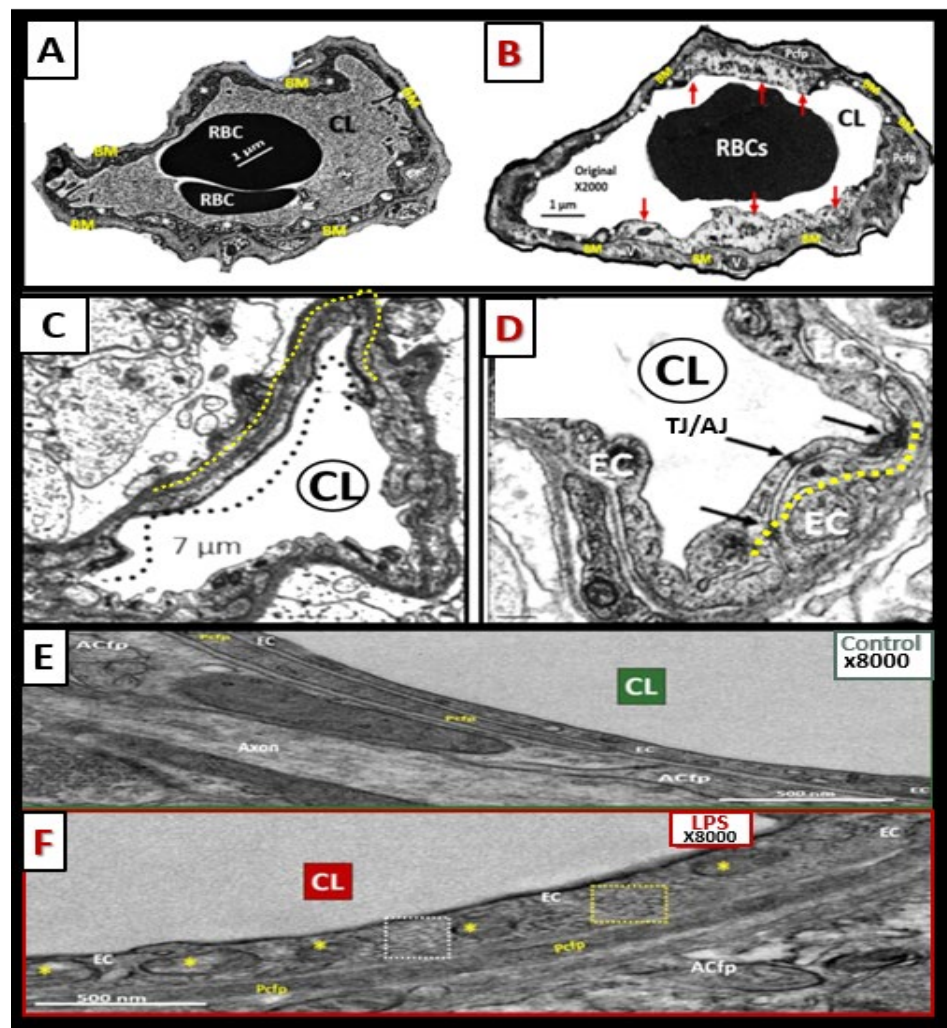 A
BM
BM
BM
CL
RBC
1 µm
RBC
BM
BM
B
Pcfp
BM
BM
CL
Pcfp
RBCs
Original
X2000
1 µm
BM
BM
BM
V
C
CL
7 µm
D
EC
CL
TJ/AJ
EC
EC
E
ACfp
Pcfp
EC
Control
x8000
CL
Pcfp
Axon
EC
ACfp
EC
500 nm
F
LPS
X8000
EC
CL
*
EC
*
*
EC
Pcfp
*
*
ACfp
Pcfp
500 nm